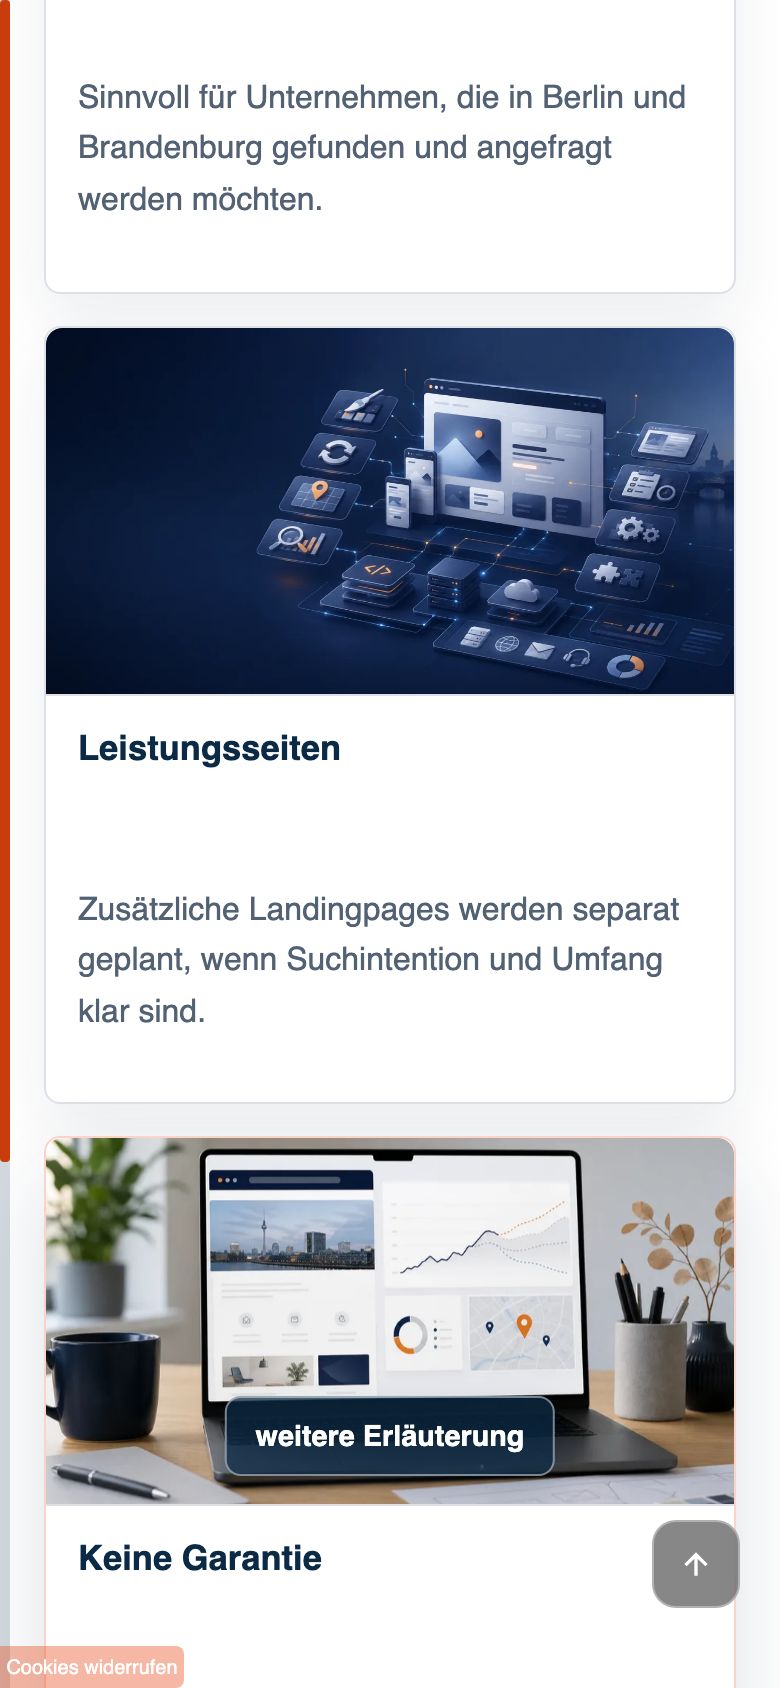 Sinnvoll für Unternehmen, die in Berlin und
Brandenburg gefunden und angefragt
werden möchten.
Leistungsseiten
Zusätzliche Landingpages werden separat
geplant, wenn Suchintention und Umfang
klar sind.
weitere Erläuterung
Keine Garantie
Cookies widerrufen